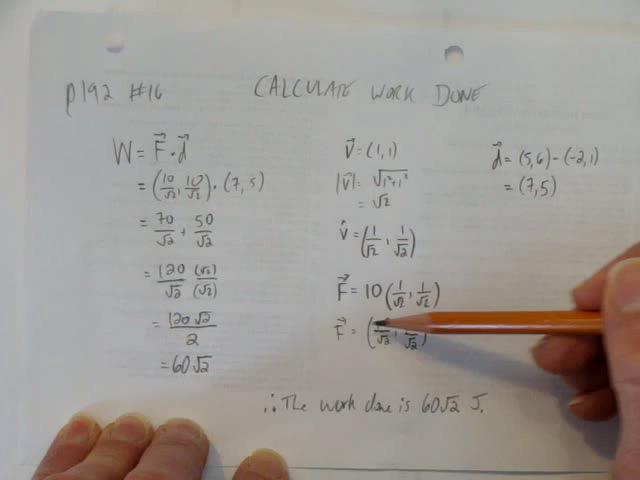 p192 #16 CALCULATE WORK DONE
W = F⃗ · d⃗
= (10/√2, 10/√2) · (7, 5)
= 70/√2 + 50/√2
= 120/√2 (√2)/(√2)
= 120√2/2
= 60√2
v⃗ = (1, 1)
|v⃗| = √1²+1²
= √2
v̂ = (1/√2, 1/√2)
F⃗ = 10 (1/√2, 1/√2)
F⃗ = ( /√2, /√2)
d⃗ = (5, 6) - (-2, 1)
= (7, 5)
∴ The work done is 60√2 J.